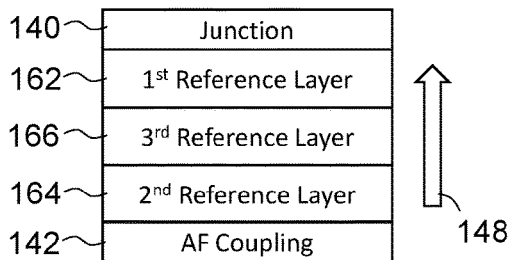 140 Junction
162 1st Reference Layer
166 3rd Reference Layer
164 2nd Reference Layer
148
142 AF Coupling